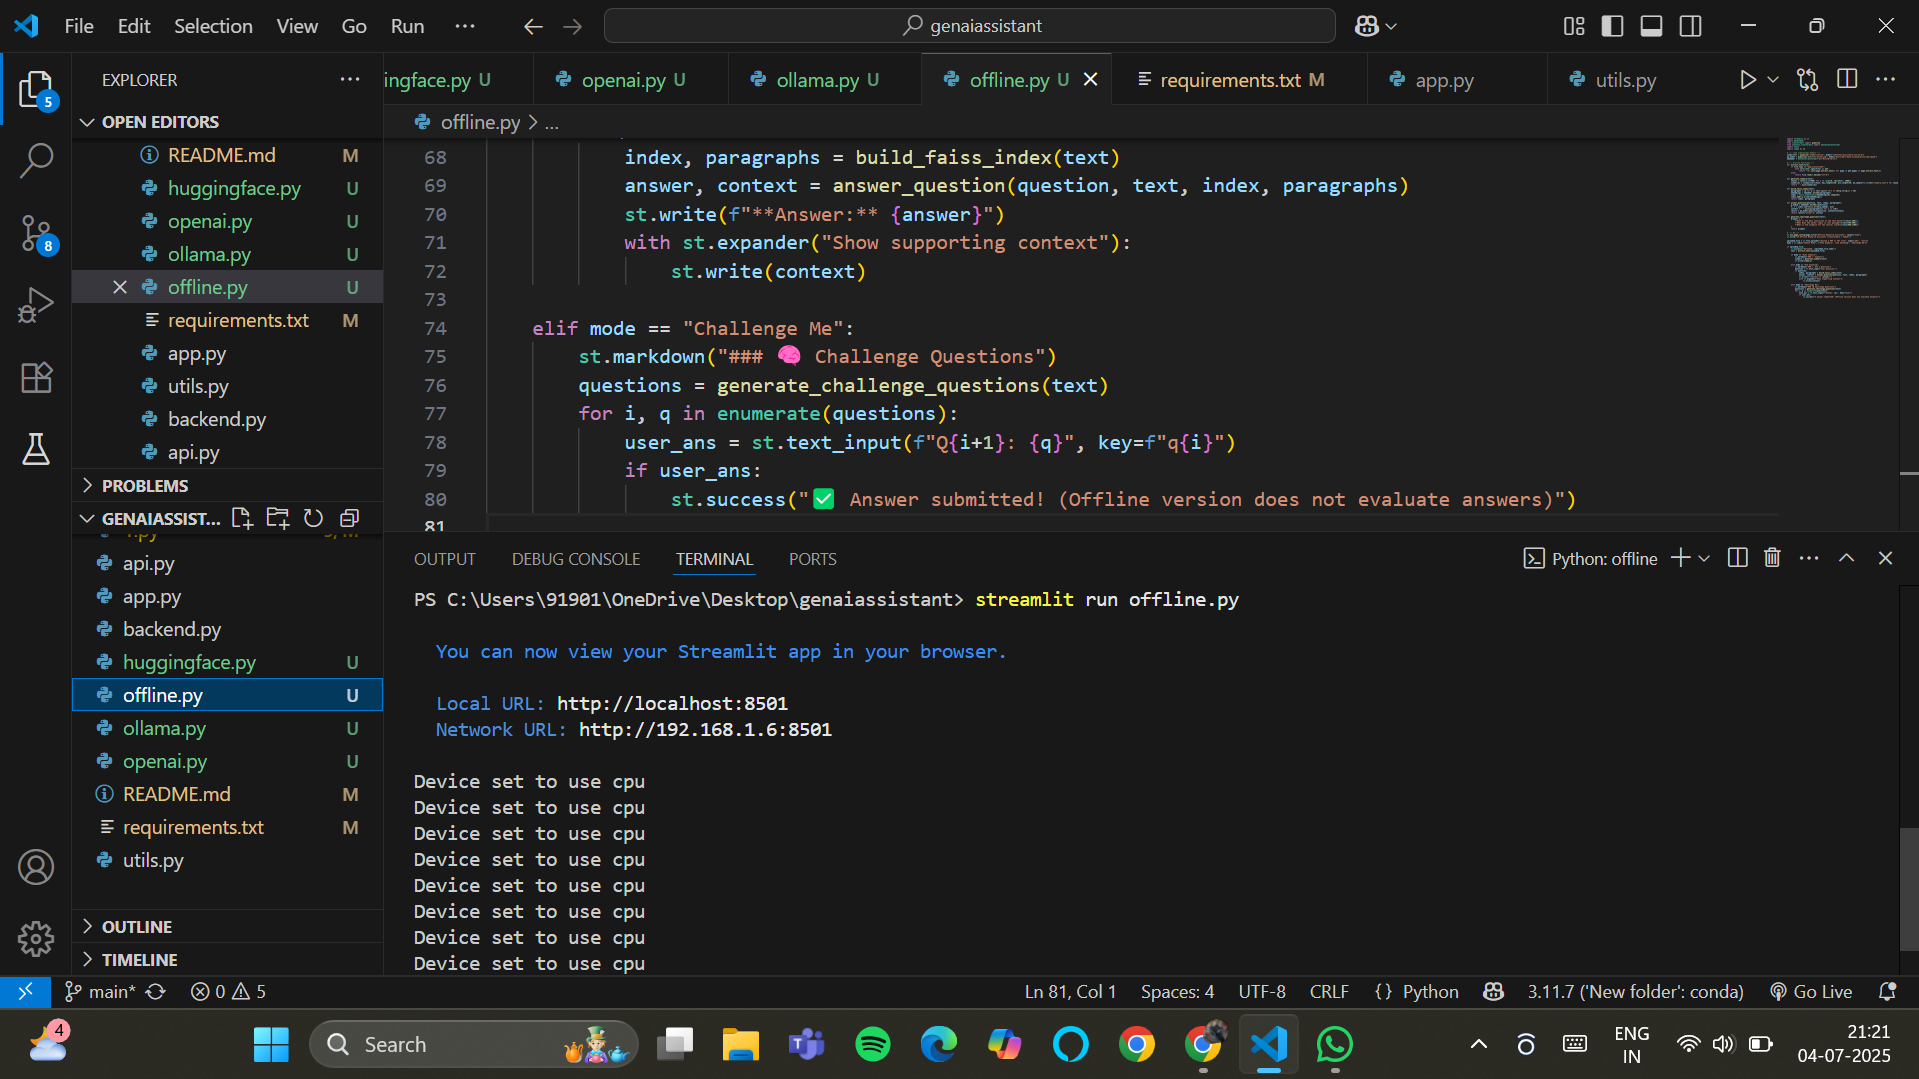 File Edit Selection View Go Run ···
genaiassistant
EXPLORER
OPEN EDITORS
README.md M
huggingface.py U
openai.py U
ollama.py U
offline.py U
requirements.txt M
app.py
utils.py
backend.py
api.py
PROBLEMS
GENAIASSIST...
api.py
app.py
backend.py
huggingface.py U
offline.py U
ollama.py U
openai.py U
README.md M
requirements.txt M
utils.py
OUTLINE
TIMELINE
5
8
ingface.py U openai.py U ollama.py U offline.py U requirements.txt M app.py utils.py
offline.py > ...
68 index, paragraphs = build_faiss_index(text)
69 answer, context = answer_question(question, text, index, paragraphs)
70 st.write(f"**Answer:** {answer}")
71 with st.expander("Show supporting context"):
72 st.write(context)
73
74 elif mode == "Challenge Me":
75 st.markdown("### 🧠 Challenge Questions")
76 questions = generate_challenge_questions(text)
77 for i, q in enumerate(questions):
78 user_ans = st.text_input(f"Q{i+1}: {q}", key=f"q{i}")
79 if user_ans:
80 st.success("✅ Answer submitted! (Offline version does not evaluate answers)")
81
OUTPUT DEBUG CONSOLE TERMINAL PORTS
Python: offline
PS C:\Users\91901\OneDrive\Desktop\genaiassistant> streamlit run offline.py
You can now view your Streamlit app in your browser.
Local URL: http://localhost:8501
Network URL: http://192.168.1.6:8501
Device set to use cpu
Device set to use cpu
Device set to use cpu
Device set to use cpu
Device set to use cpu
Device set to use cpu
Device set to use cpu
Device set to use cpu
main* 0 5
Ln 81, Col 1 Spaces: 4 UTF-8 CRLF {} Python 3.11.7 ('New folder': conda) Go Live
4
Search
ENG
IN
21:21
04-07-2025